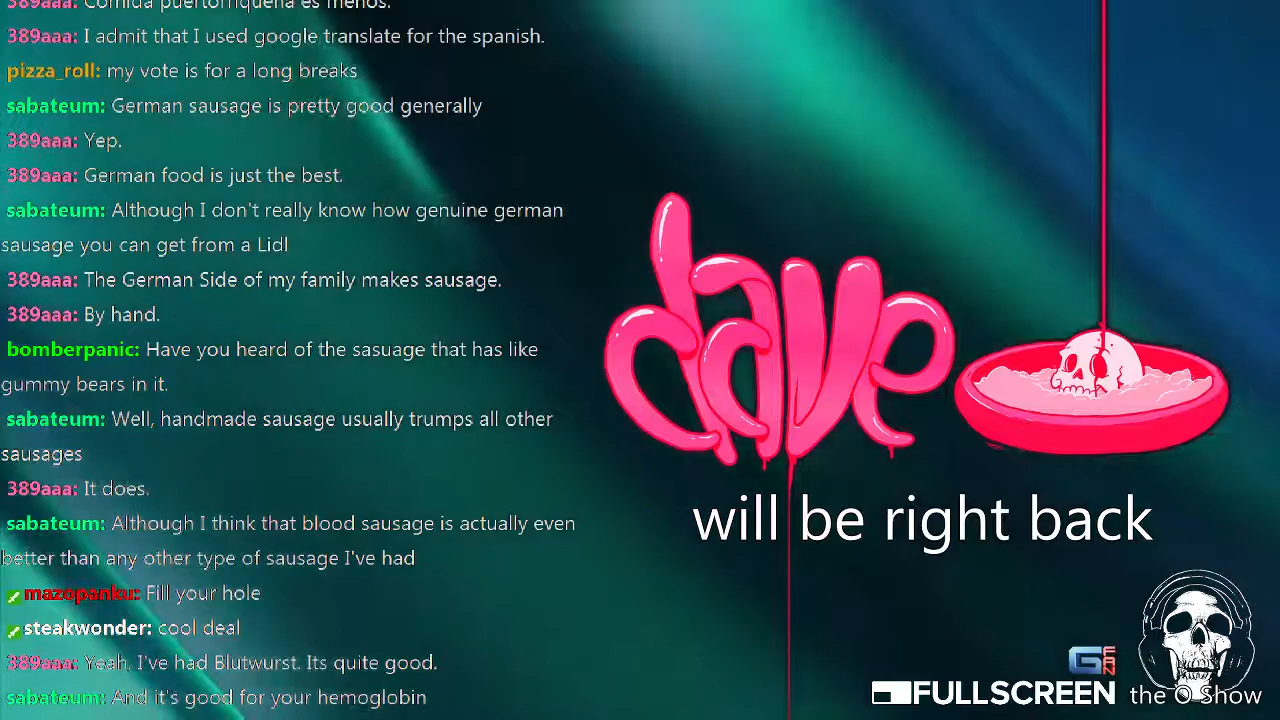 389aaa: Comida puertorriqueña es menos.
389aaa: I admit that I used google translate for the spanish.
pizza_roll: my vote is for a long breaks
sabateum: German sausage is pretty good generally
389aaa: Yep.
389aaa: German food is just the best.
sabateum: Although I don't really know how genuine german
sausage you can get from a Lidl
389aaa: The German Side of my family makes sausage.
389aaa: By hand.
bomberpanic: Have you heard of the sasuage that has like
gummy bears in it.
sabateum: Well, handmade sausage usually trumps all other
sausages
389aaa: It does.
sabateum: Although I think that blood sausage is actually even
better than any other type of sausage I've had
mazopanku: Fill your hole
steakwonder: cool deal
389aaa: Yeah, I've had Blutwurst. Its quite good.
sabateum: And it's good for your hemoglobin
dave
will be right back
G FAN
FULLSCREEN
the O Show